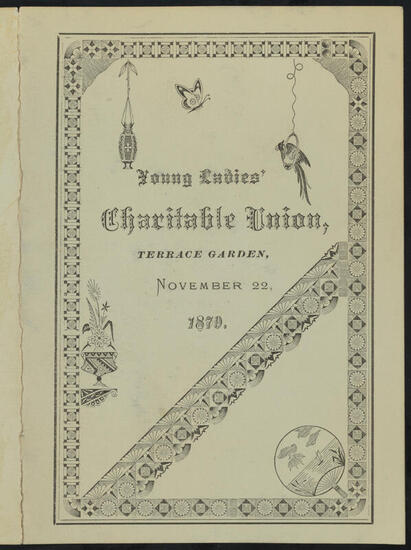 Young Ladies'
Charitable Union,
TERRACE GARDEN,
NOVEMBER 22,
1879.